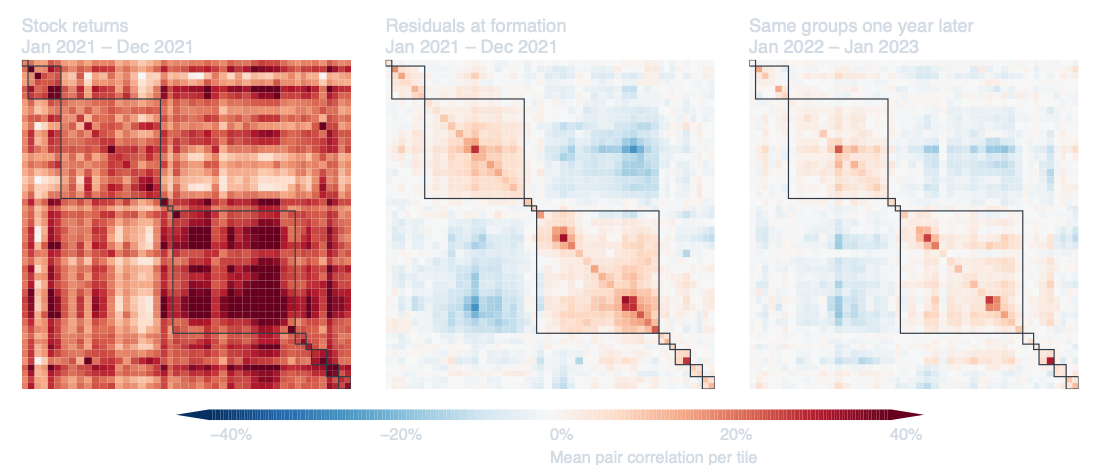 Stock returns
Jan 2021 – Dec 2021
Residuals at formation
Jan 2021 – Dec 2021
Same groups one year later
Jan 2022 – Jan 2023
−40%
−20%
0%
20%
40%
Mean pair correlation per tile